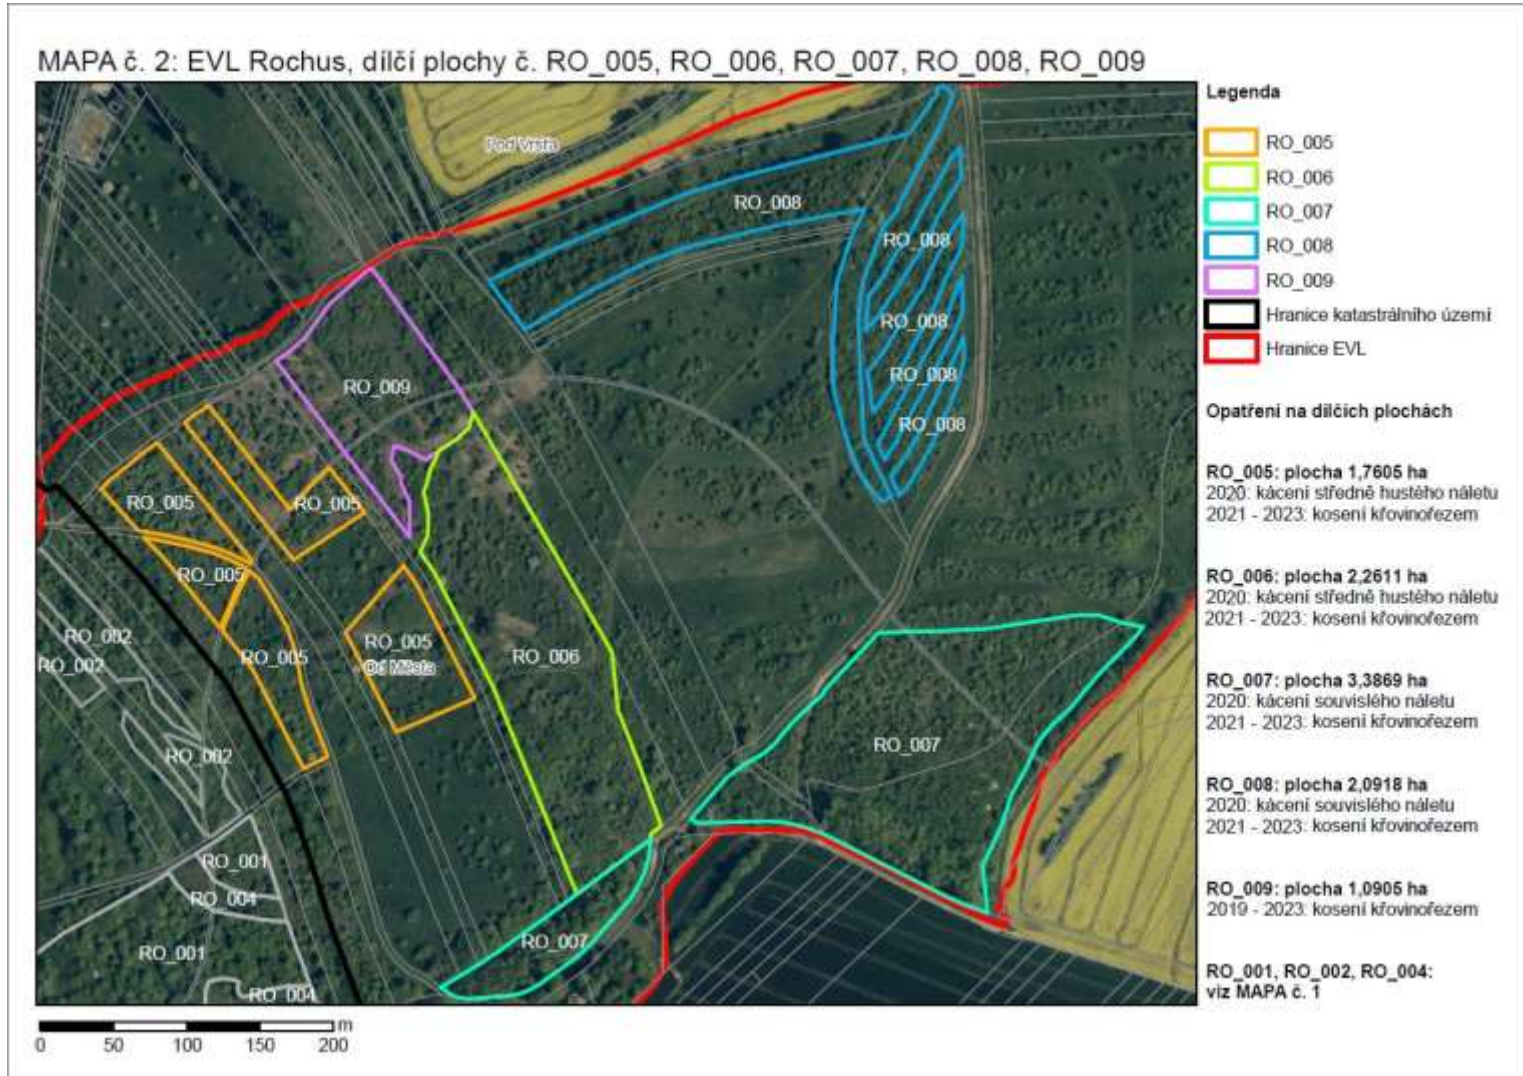 MAPA č. 2: EVL Rochus, dílčí plochy č. RO_005, RO_006, RO_007, RO_008, RO_009
Pod Vršťa
RO_008
RO_008
RO_008
RO_008
RO_008
RO_009
RO_005
RO_005
RO_005
RO_005
RO_005
Od Města
RO_006
RO_007
RO_007
RO_002
RO_002
RO_002
RO_001
RO_004
RO_001
RO_004
m
0 50 100 150 200
Legenda
RO_005
RO_006
RO_007
RO_008
RO_009
Hranice katastrálního území
Hranice EVL
Opatření na dílčích plochách
RO_005: plocha 1,7605 ha
2020: kácení středně hustého náletu
2021 - 2023: kosení křovinořezem
RO_006: plocha 2,2611 ha
2020: kácení středně hustého náletu
2021 - 2023: kosení křovinořezem
RO_007: plocha 3,3869 ha
2020: kácení souvislého náletu
2021 - 2023: kosení křovinořezem
RO_008: plocha 2,0918 ha
2020: kácení souvislého náletu
2021 - 2023: kosení křovinořezem
RO_009: plocha 1,0905 ha
2019 - 2023: kosení křovinořezem
RO_001, RO_002, RO_004:
viz MAPA č. 1